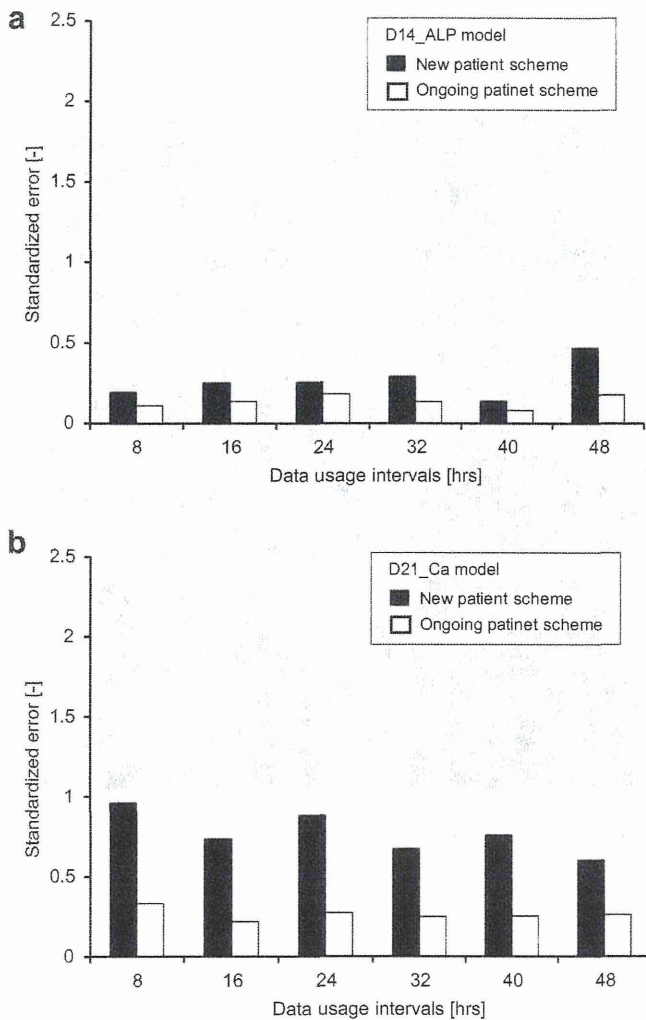 a
2.5
2
1.5
1
0.5
0
Standardized error [-]
D14_ALP model
New patient scheme
Ongoing patinet scheme
8 16 24 32 40 48
Data usage intervals [hrs]
b
2.5
2
1.5
1
0.5
0
Standardized error [-]
D21_Ca model
New patient scheme
Ongoing patinet scheme
8 16 24 32 40 48
Data usage intervals [hrs]